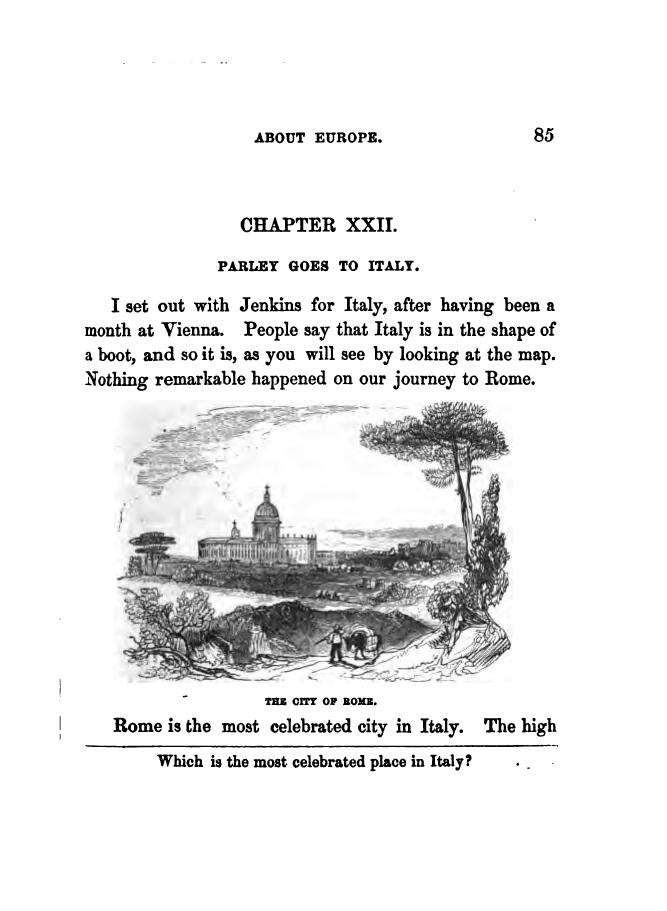 ABOUT EUROPE. 85
CHAPTER XXII.
PARLEY GOES TO ITALY.
I set out with Jenkins for Italy, after having been a
month at Vienna. People say that Italy is in the shape of
a boot, and so it is, as you will see by looking at the map.
Nothing remarkable happened on our journey to Rome.
THE CITY OF ROME.
Rome is the most celebrated city in Italy. The high
Which is the most celebrated place in Italy?